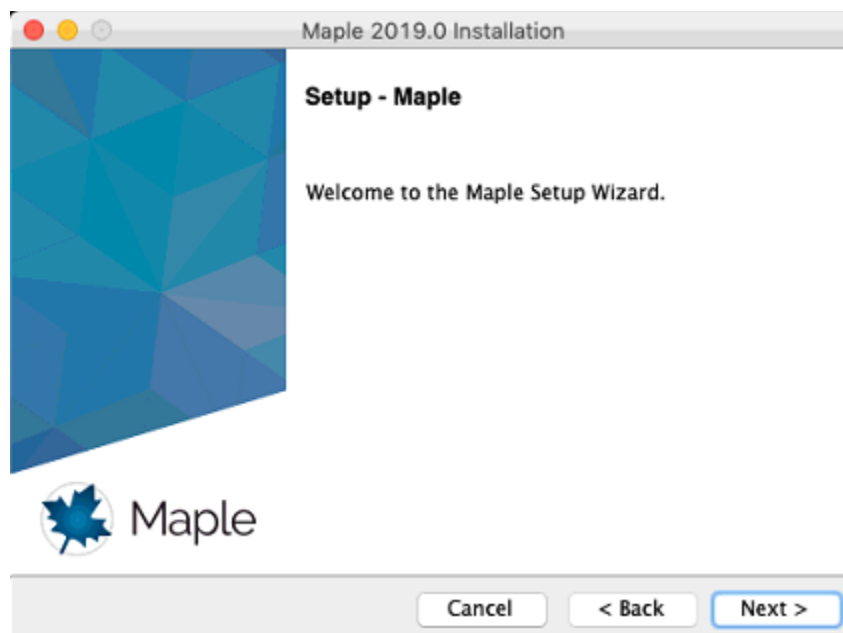 Maple 2019.0 Installation
Setup - Maple
Welcome to the Maple Setup Wizard.
Maple
Cancel
< Back
Next >